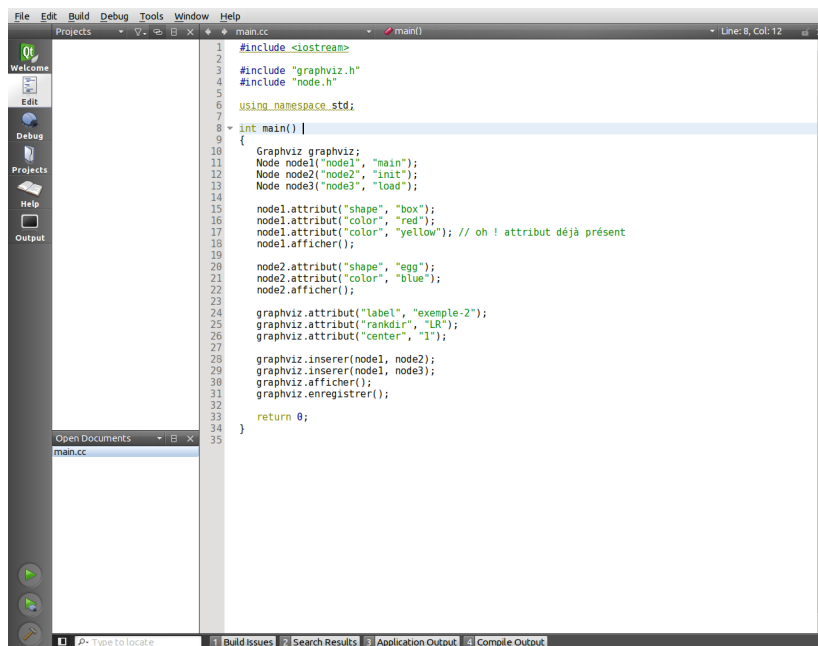 File Edit Build Debug Tools Window Help
Projects
main.cc
main()
Line: 8, Col: 12
Qt
Welcome
Edit
Debug
Projects
Help
Output
1 #include <iostream>
2
3 #include "graphviz.h"
4 #include "node.h"
5
6 using namespace std;
7
8 int main()
9 {
10 Graphviz graphviz;
11 Node node1("node1", "main");
12 Node node2("node2", "init");
13 Node node3("node3", "load");
14
15 node1.attribut("shape", "box");
16 node1.attribut("color", "red");
17 node1.attribut("color", "yellow"); // oh ! attribut déjà présent
18 node1.afficher();
19
20 node2.attribut("shape", "egg");
21 node2.attribut("color", "blue");
22 node2.afficher();
23
24 graphviz.attribut("label", "exemple-2");
25 graphviz.attribut("rankdir", "LR");
26 graphviz.attribut("center", "1");
27
28 graphviz.inserer(node1, node2);
29 graphviz.inserer(node1, node3);
30 graphviz.afficher();
31 graphviz.enregistrer();
32
33 return 0;
34 }
35
Open Documents
main.cc
Type to locate
1 Build Issues 2 Search Results 3 Application Output 4 Compile Output